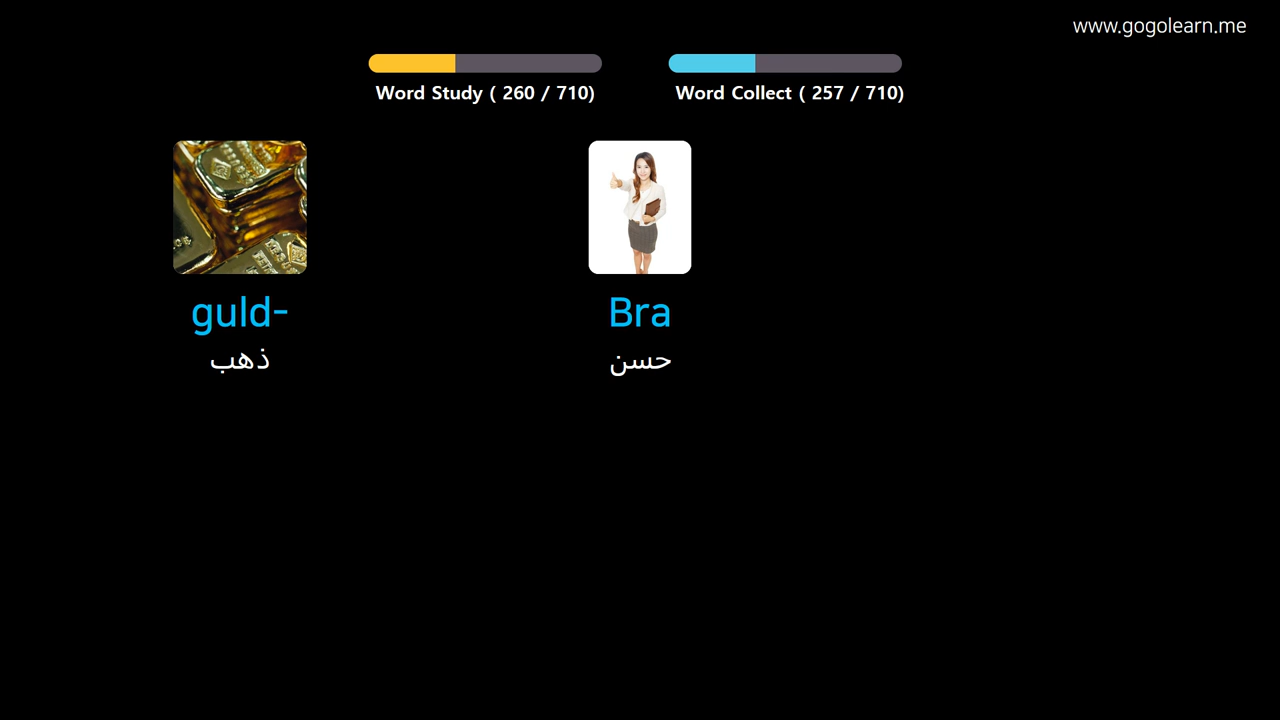 www.gogolearn.me
Word Study ( 260 / 710)
Word Collect ( 257 / 710)
guld-
ذهب
Bra
حسن